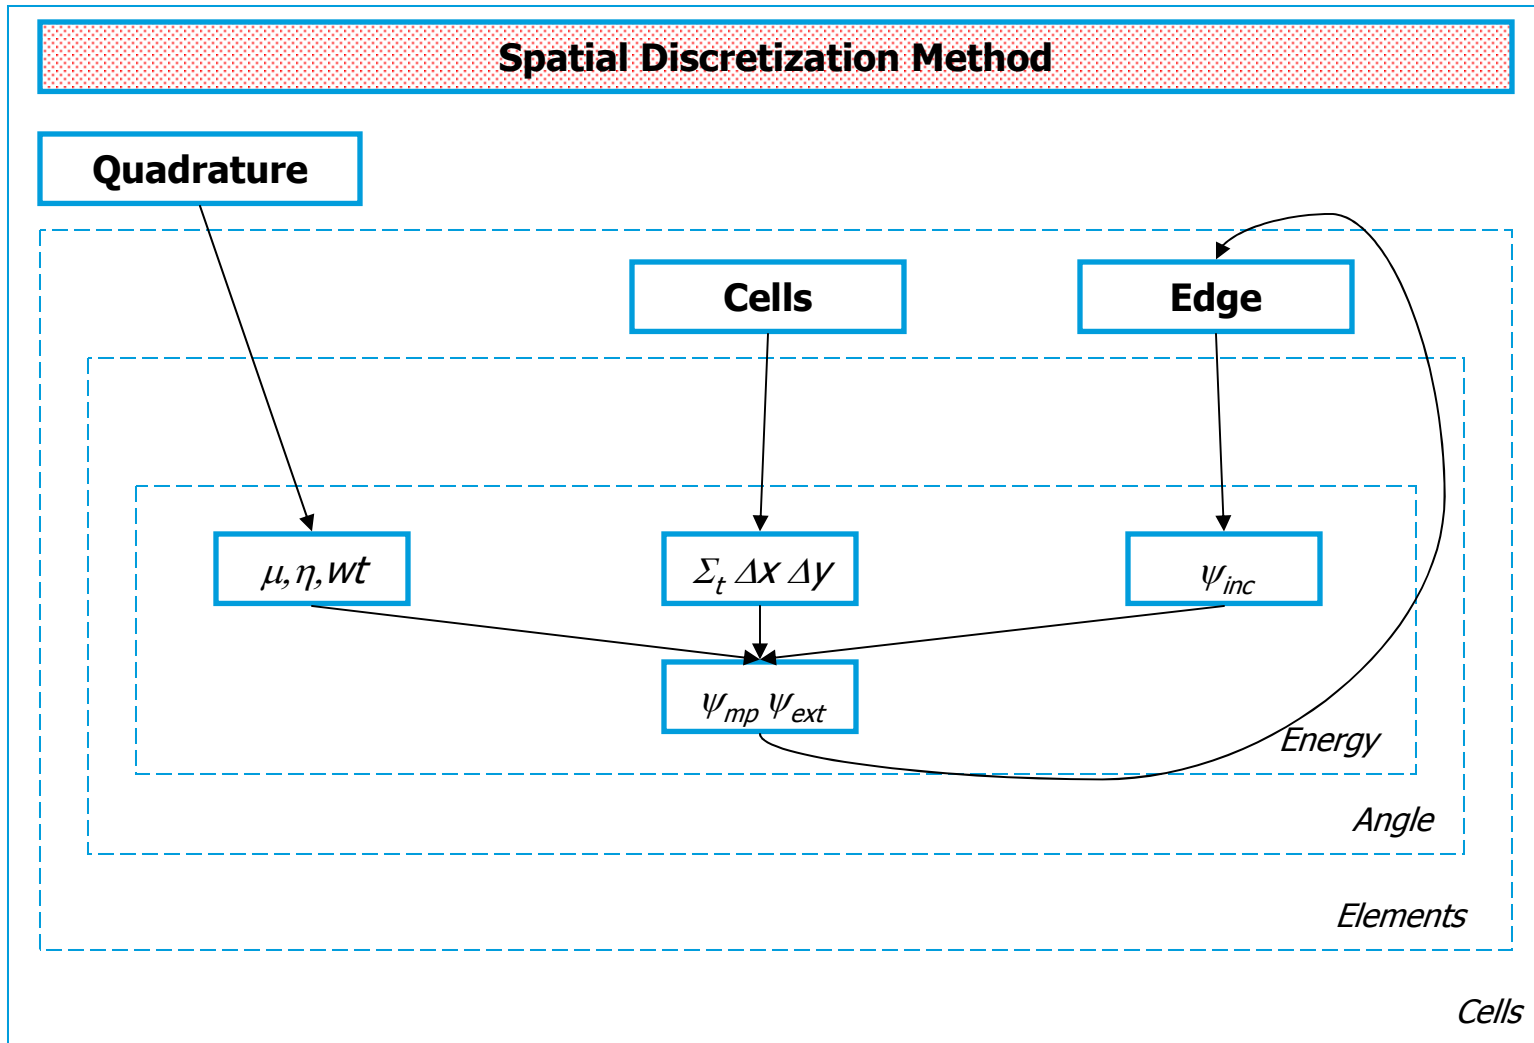 Spatial Discretization Method
Quadrature
Cells
Edge
μ,η,wt
Σt Δx Δy
ψinc
ψmp ψext
Energy
Angle
Elements
Cells